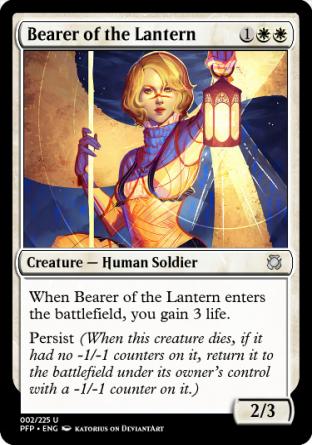 Bearer of the Lantern 1
Creature — Human Soldier
When Bearer of the Lantern enters
the battlefield, you gain 3 life.
Persist (When this creature dies, if it
had no -1/-1 counters on it, return it to
the battlefield under its owner's control
with a -1/-1 counter on it.)
2/3
002/225 U
PFP • ENG KATORIUS ON DEVIANTART